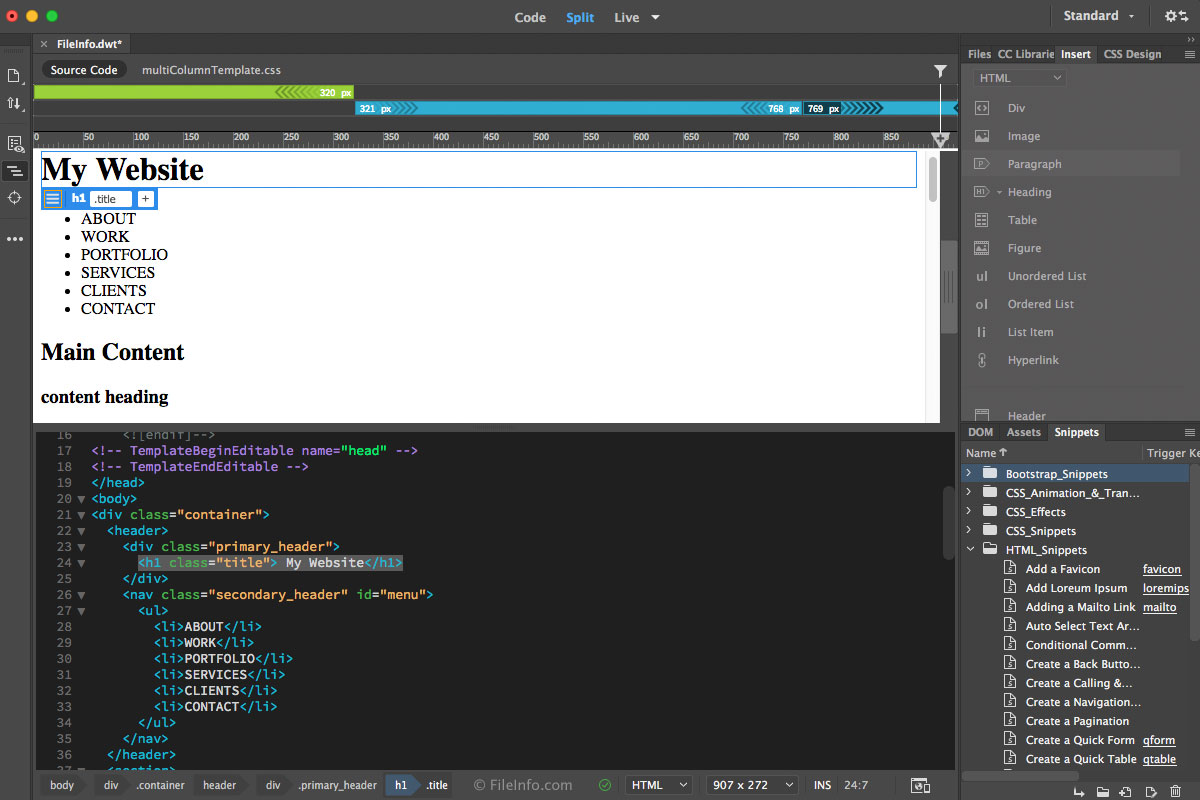 Code Split Live
Standard
FileInfo.dwt*
Source Code multiColumnTemplate.css
320 px
321 px 768 px 769 px
0 50 100 150 200 250 300 350 400 450 500 550 600 650 700 750 800 850
My Website
h1 .title +
ABOUT
WORK
PORTFOLIO
SERVICES
CLIENTS
CONTACT
Main Content
content heading
16 <![endif]-->
17 <!-- TemplateBeginEditable name="head" -->
18 <!-- TemplateEndEditable -->
19 </head>
20 <body>
21 <div class="container">
22 <header>
23 <div class="primary_header">
24 <h1 class="title"> My Website</h1>
25 </div>
26 <nav class="secondary_header" id="menu">
27 <ul>
28 <li>ABOUT</li>
29 <li>WORK</li>
30 <li>PORTFOLIO</li>
31 <li>SERVICES</li>
32 <li>CLIENTS</li>
33 <li>CONTACT</li>
34 </ul>
35 </nav>
36 </header>
37 <section>
body div .container header div .primary_header h1 .title © FileInfo.com HTML 907 x 272 INS 24:7
Files CC Librarie Insert CSS Design
HTML
Div
Image
Paragraph
H1 Heading
Table
Figure
ul Unordered List
ol Ordered List
li List Item
Hyperlink
Header
DOM Assets Snippets
Name Trigger Ke
Bootstrap_Snippets
CSS_Animation_&_Tran...
CSS_Effects
CSS_Snippets
HTML_Snippets
Add a Favicon favicon
Add Lorum Ipsum loremips
Adding a Mailto Link mailto
Auto Select Text Ar...
Conditional Comm...
Create a Back Butto...
Create a Calling &...
Create a Navigation...
Create a Pagination
Create a Quick Form qform
Create a Quick Table qtable